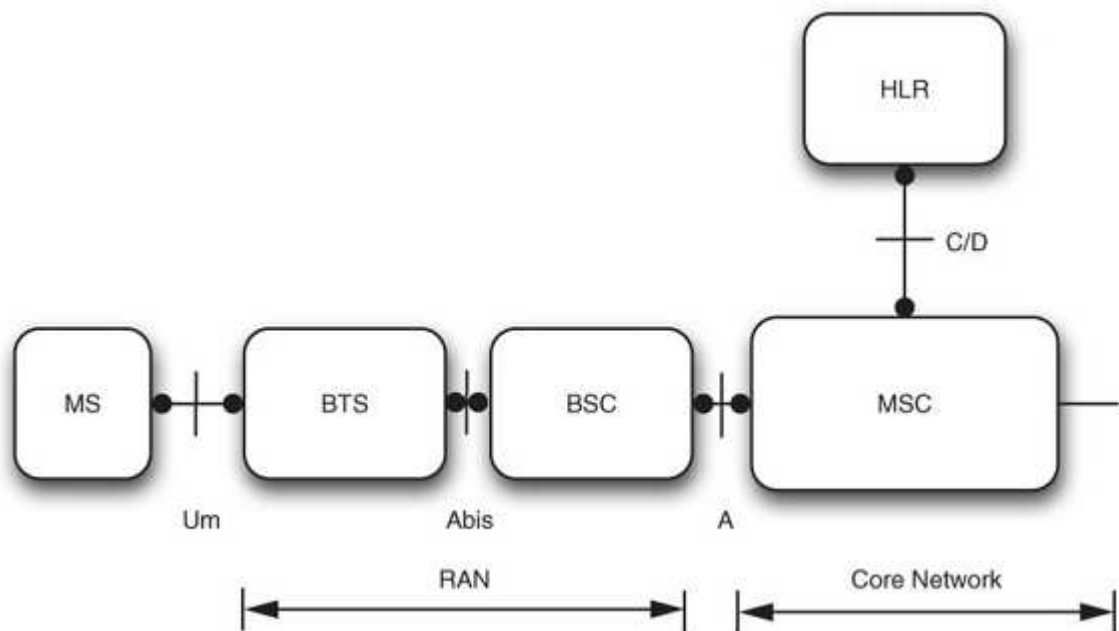 HLR
C/D
MS
BTS
BSC
MSC
Um
Abis
A
RAN
Core Network